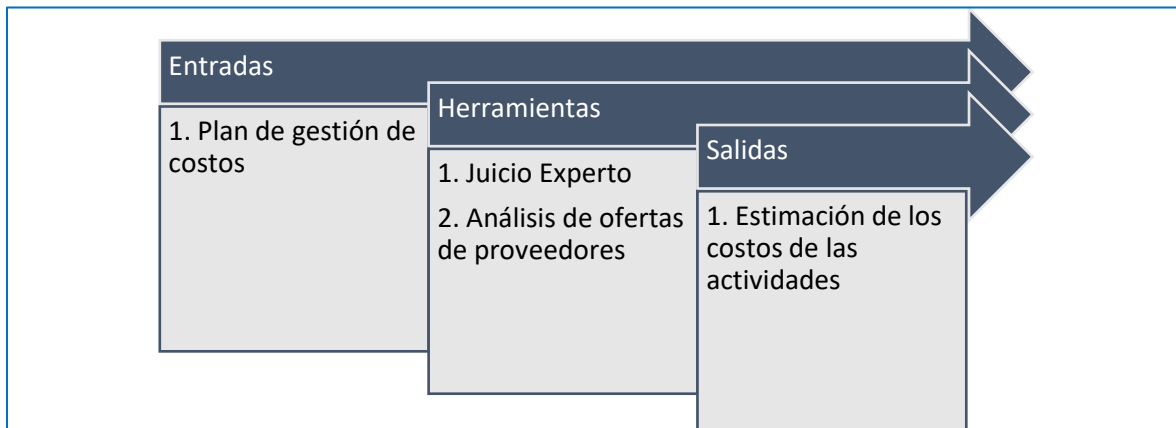 Entradas
1. Plan de gestión de
costos
Herramientas
1. Juicio Experto
2. Análisis de ofertas
de proveedores
Salidas
1. Estimación de los
costos de las
actividades